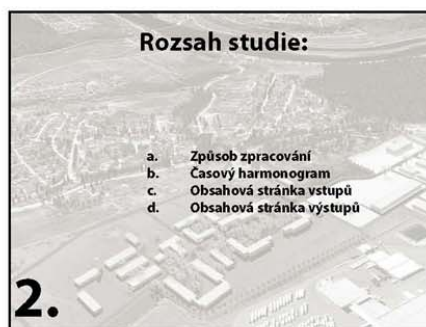 Rozsah studie:
a. Způsob zpracování
b. Časový harmonogram
c. Obsahová stránka vstupů
d. Obsahová stránka výstupů
2.